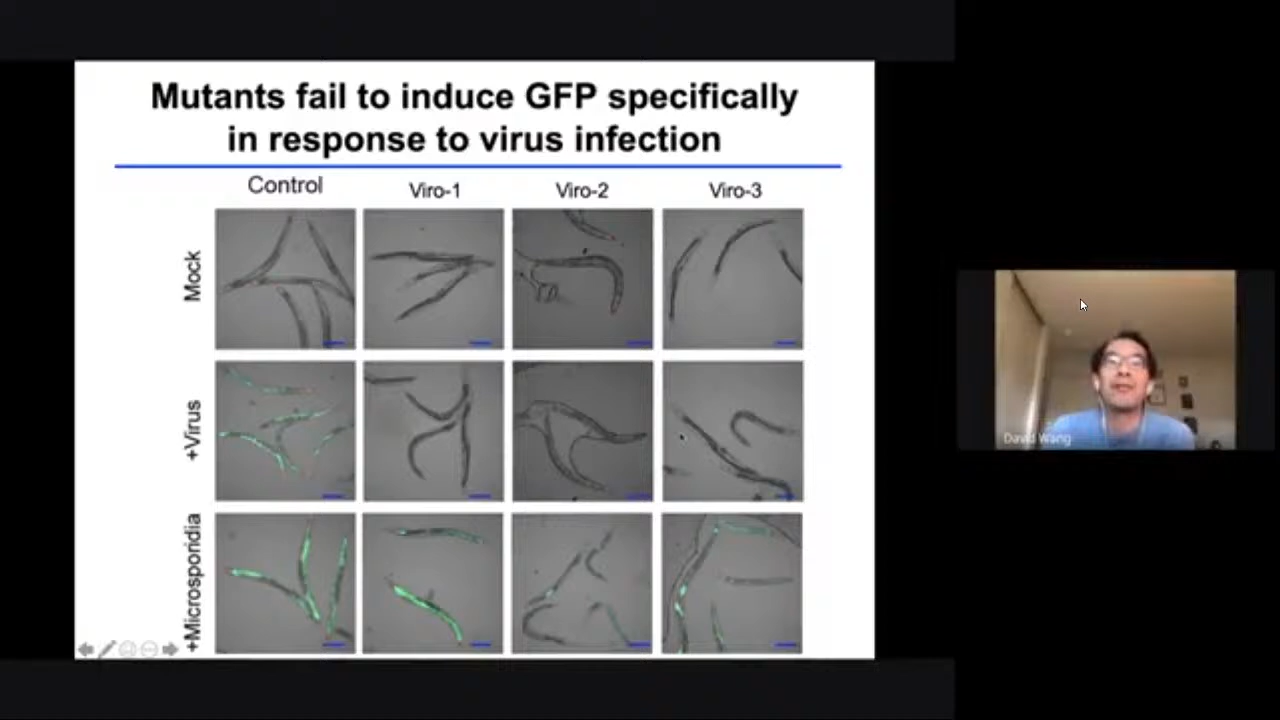 Mutants fail to induce GFP specifically
in response to virus infection
Control
Viro-1
Viro-2
Viro-3
Mock
+Virus
+Microsporidia
David Wang